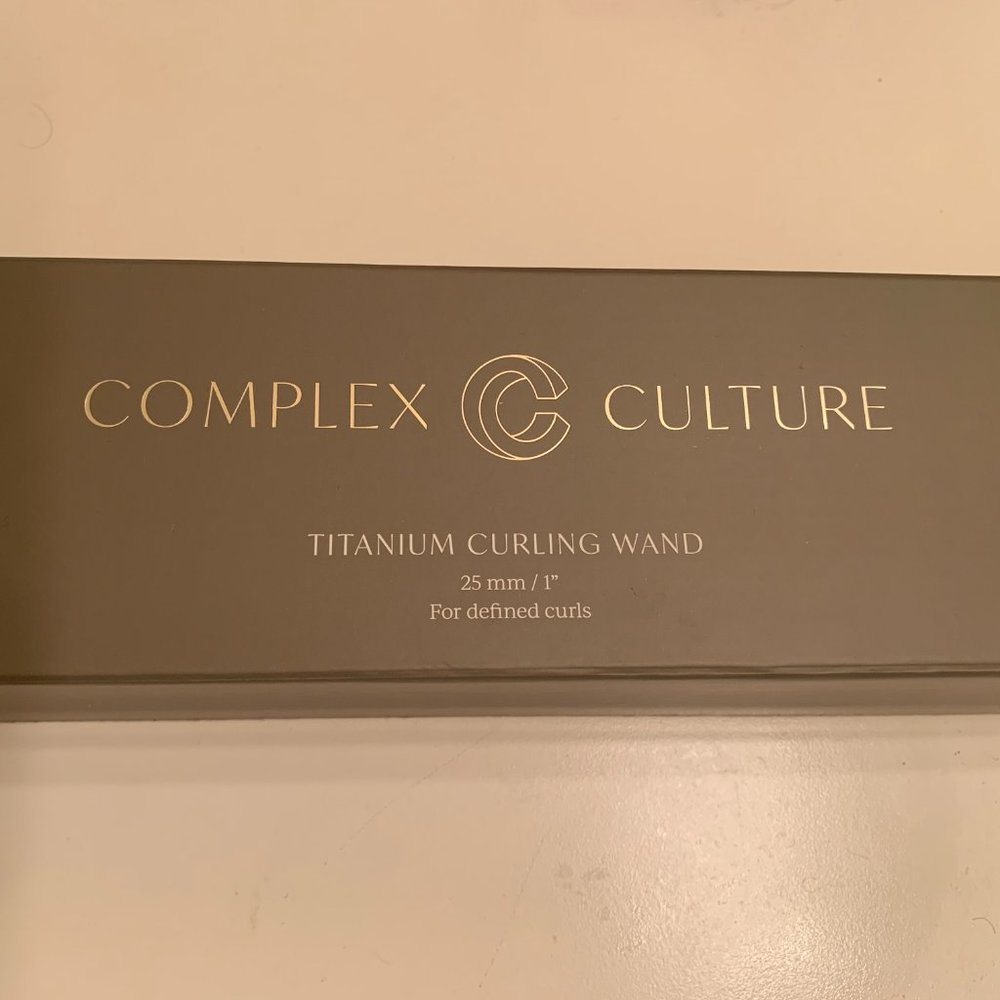 COMPLEX CULTURE
TITANIUM CURLING WAND
25 mm / 1”
For defined curls